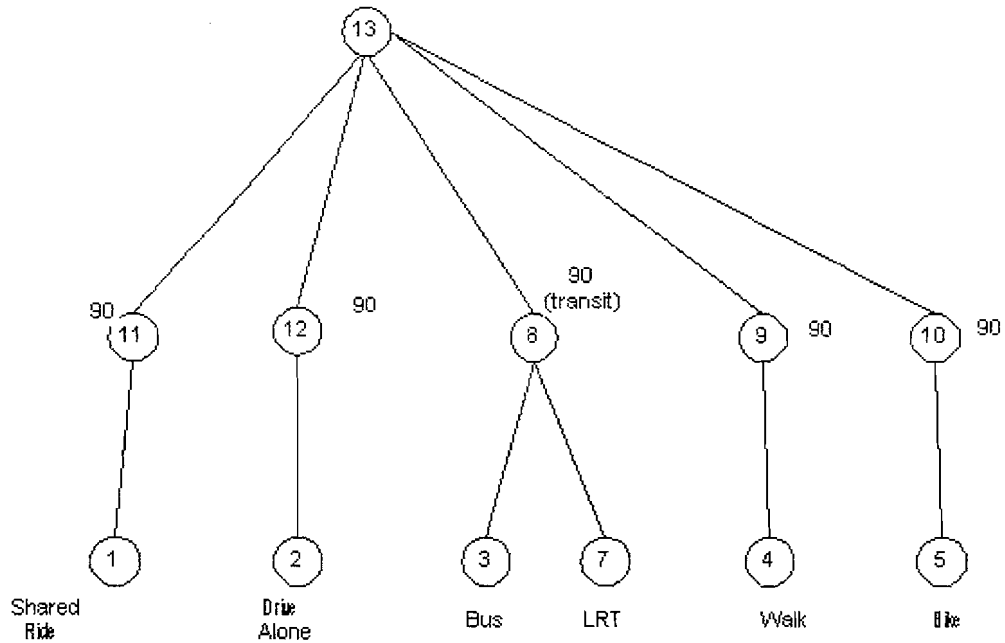 13
90
(transit)
90
11
12
90
8
9
90
10
90
1
2
3
7
4
5
Shared
Ride
Drive
Alone
Bus
LRT
Walk
Bike